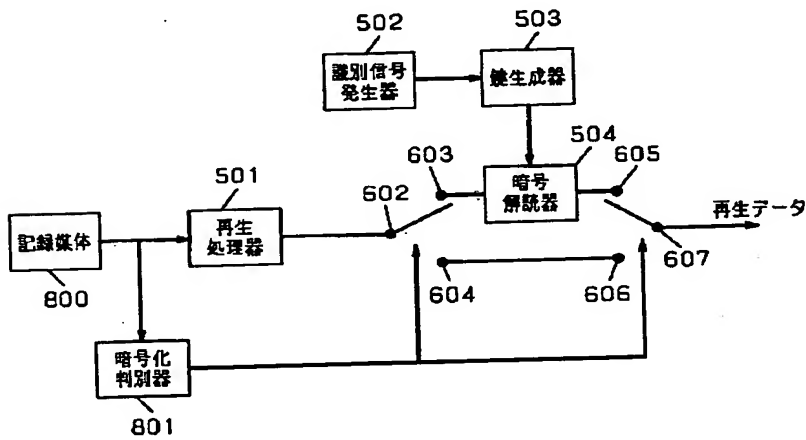 502
503
識別信号
発生器
鍵生成器
504
603
605
501
602
暗号
解読器
再生データ
記録媒体
再生
処理器
607
800
604
606
暗号化
判別器
801